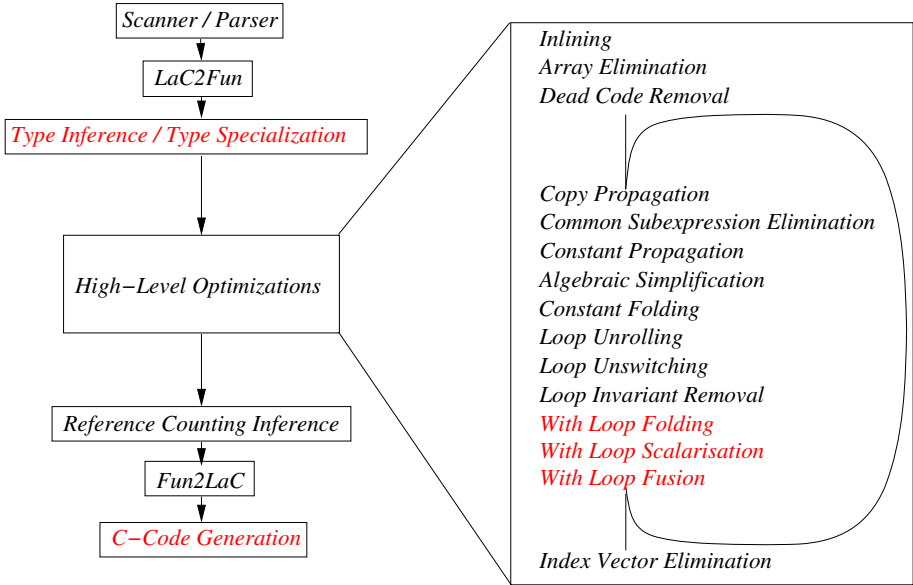 Scanner / Parser
LaC2Fun
Type Inference / Type Specialization
High−Level Optimizations
Reference Counting Inference
Fun2LaC
C−Code Generation
Inlining
Array Elimination
Dead Code Removal
Copy Propagation
Common Subexpression Elimination
Constant Propagation
Algebraic Simplification
Constant Folding
Loop Unrolling
Loop Unswitching
Loop Invariant Removal
With Loop Folding
With Loop Scalarisation
With Loop Fusion
Index Vector Elimination